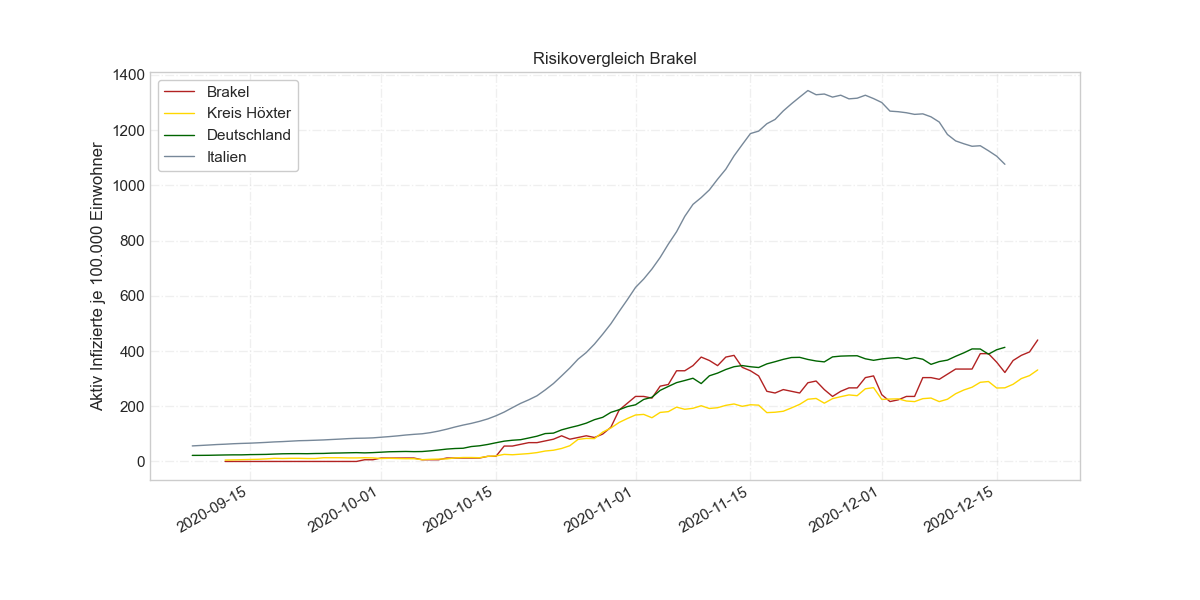 Risikovergleich Brakel
Aktiv Infizierte je 100.000 Einwohner
1400
1200
1000
800
600
400
200
0
Brakel
Kreis Höxter
Deutschland
Italien
2020-09-15
2020-10-01
2020-10-15
2020-11-01
2020-11-15
2020-12-01
2020-12-15